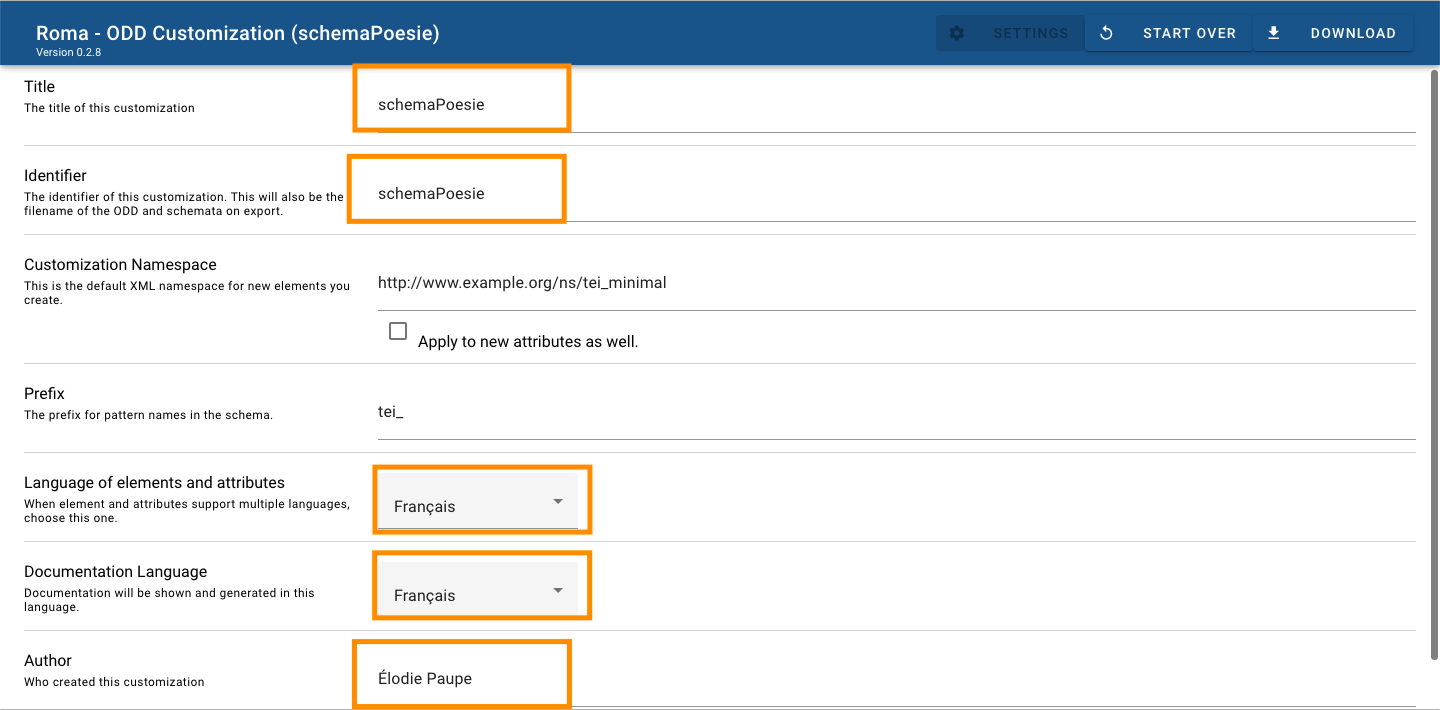 Roma - ODD Customization (schemaPoesie)
Version 0.2.8
SETTINGS
START OVER
DOWNLOAD
Title
The title of this customization
schemaPoesie
Identifier
The identifier of this customization. This will also be the
filename of the ODD and schemata on export.
schemaPoesie
Customization Namespace
This is the default XML namespace for new elements you
create.
http://www.example.org/ns/tei_minimal
Apply to new attributes as well.
Prefix
The prefix for pattern names in the schema.
tei_
Language of elements and attributes
When element and attributes support multiple languages,
choose this one.
Français
Documentation Language
Documentation will be shown and generated in this
language.
Français
Author
Who created this customization
Élodie Paupe